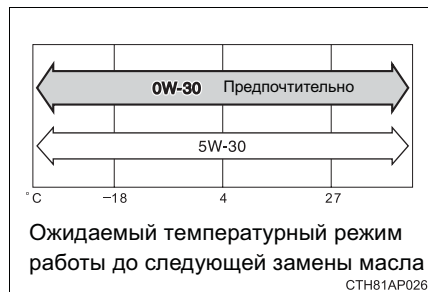 0W-30 Предпочтительно
5W-30
°C −18 4 27
Ожидаемый температурный режим
работы до следующей замены масла
CTH81AP026